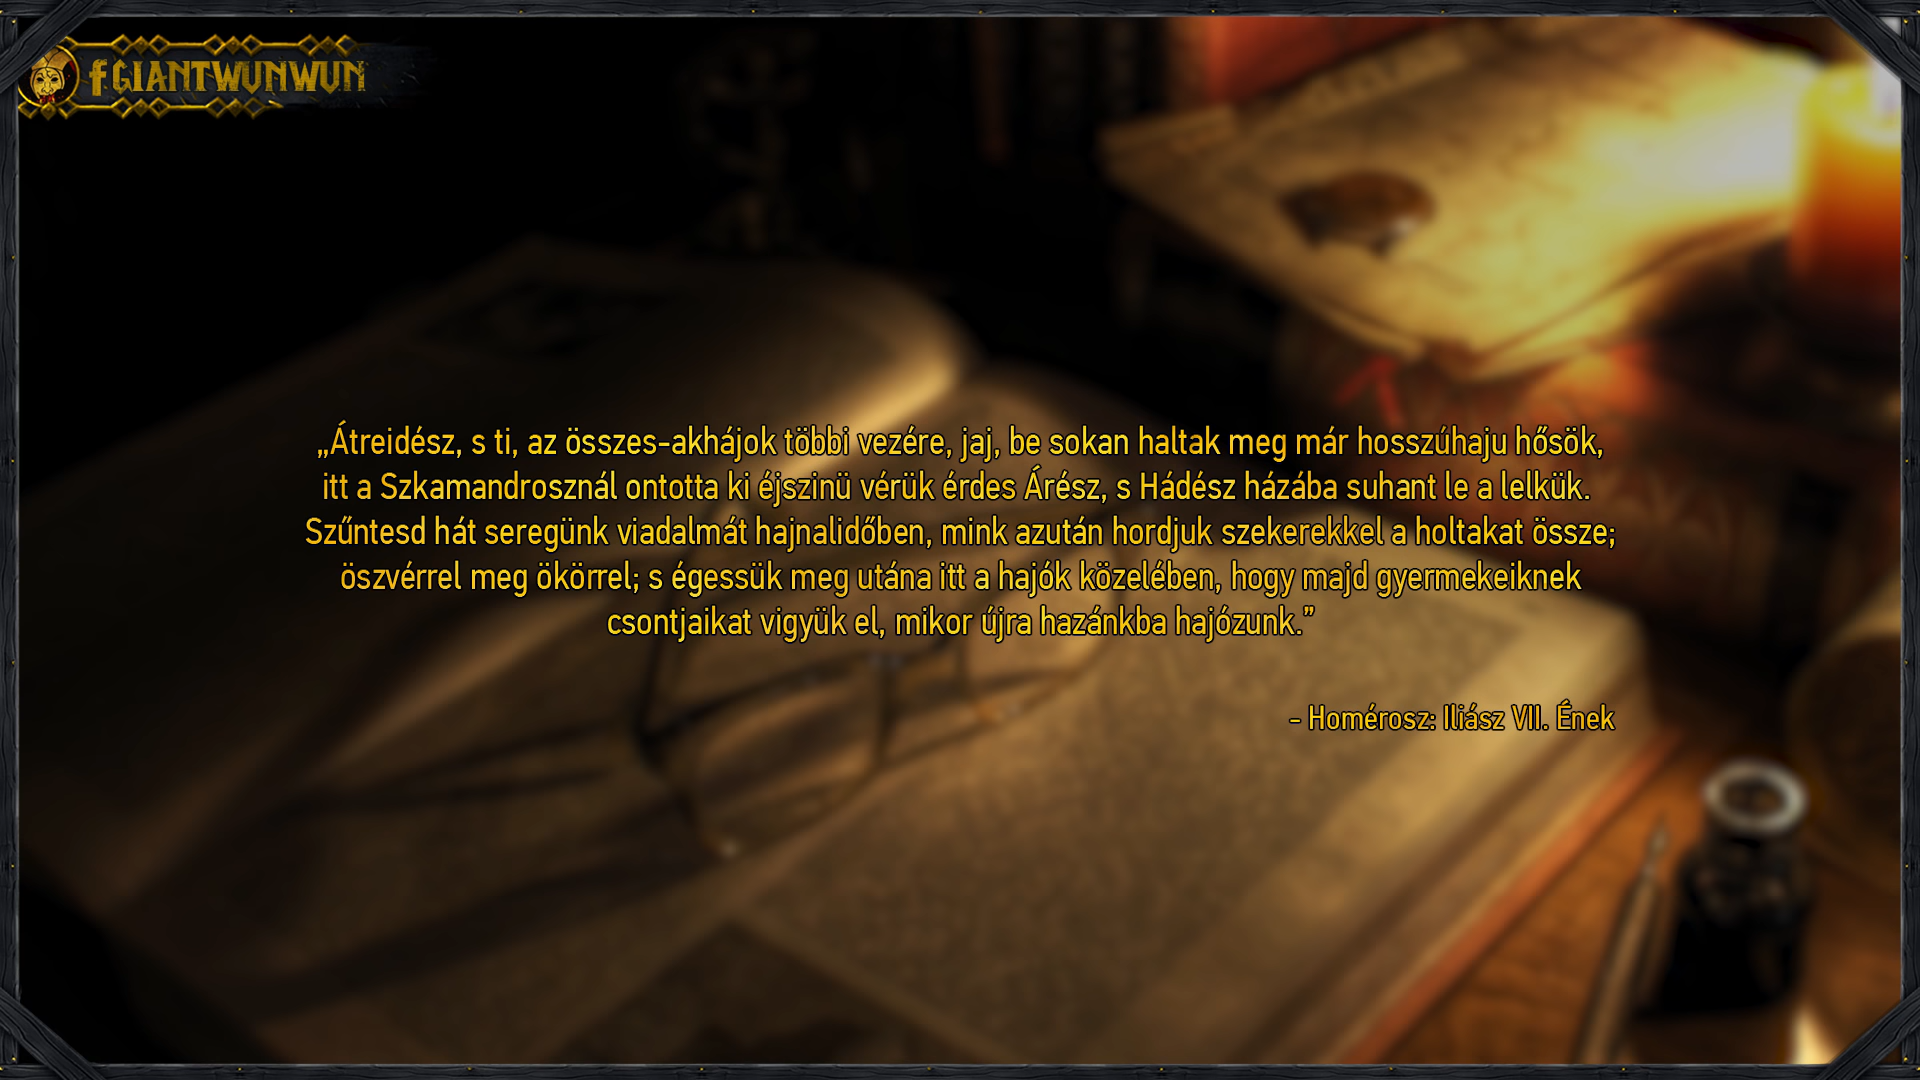 fGIANTWUNWUN
„Átreidész, s ti, az összes-akhájok többi vezére, jaj, be sokan haltak meg már hosszúhaju hősök,
itt a Szkamandrosznál ontotta ki éjszinü vérük érdes Árész, s Hádész házába suhant le a lelkük.
Szűntesd hát seregünk viadalmát hajnalidőben, mink azután hordjuk szekerekkel a holtakat össze;
öszvérrel meg ökörrel; s égessük meg utána itt a hajók közelében, hogy majd gyermekeiknek
csontjaikat vigyük el, mikor újra hazánkba hajózunk.”
- Homérosz: Iliász VII. Ének